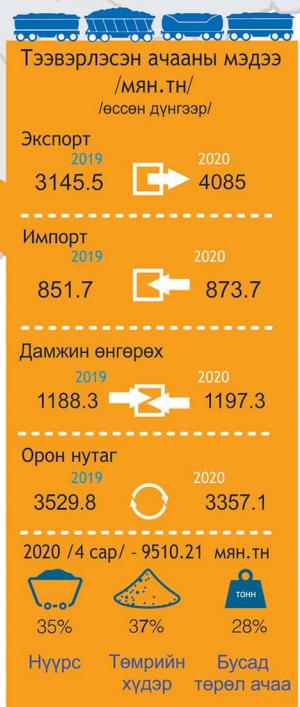 Тээвэрлэсэн ачааны мэдээ
/мян.тн/
/өссөн дүнгээр/
Экспорт
2019 2020
3145.5 4085
Импорт
2019 2020
851.7 873.7
Дамжин өнгөрөх
2019 2020
1188.3 1197.3
Орон нутаг
2019 2020
3529.8 3357.1
2020 /4 сар/ - 9510.21 мян.тн
тонн
35% 37% 28%
Нүүрс Төмрийн Бусад
хүдэр төрөл ачаа